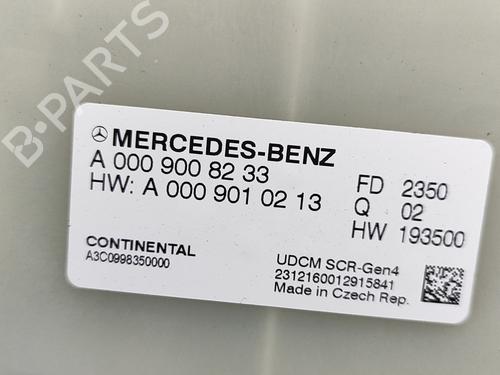 B-PARTS
MERCEDES-BENZ
A 000 900 82 33
HW: A 000 901 02 13
FD 2350
Q 02
HW 193500
CONTINENTAL
A3C0998350000
UDCM SCR-Gen4
2312160012915841
Made in Czech Rep.